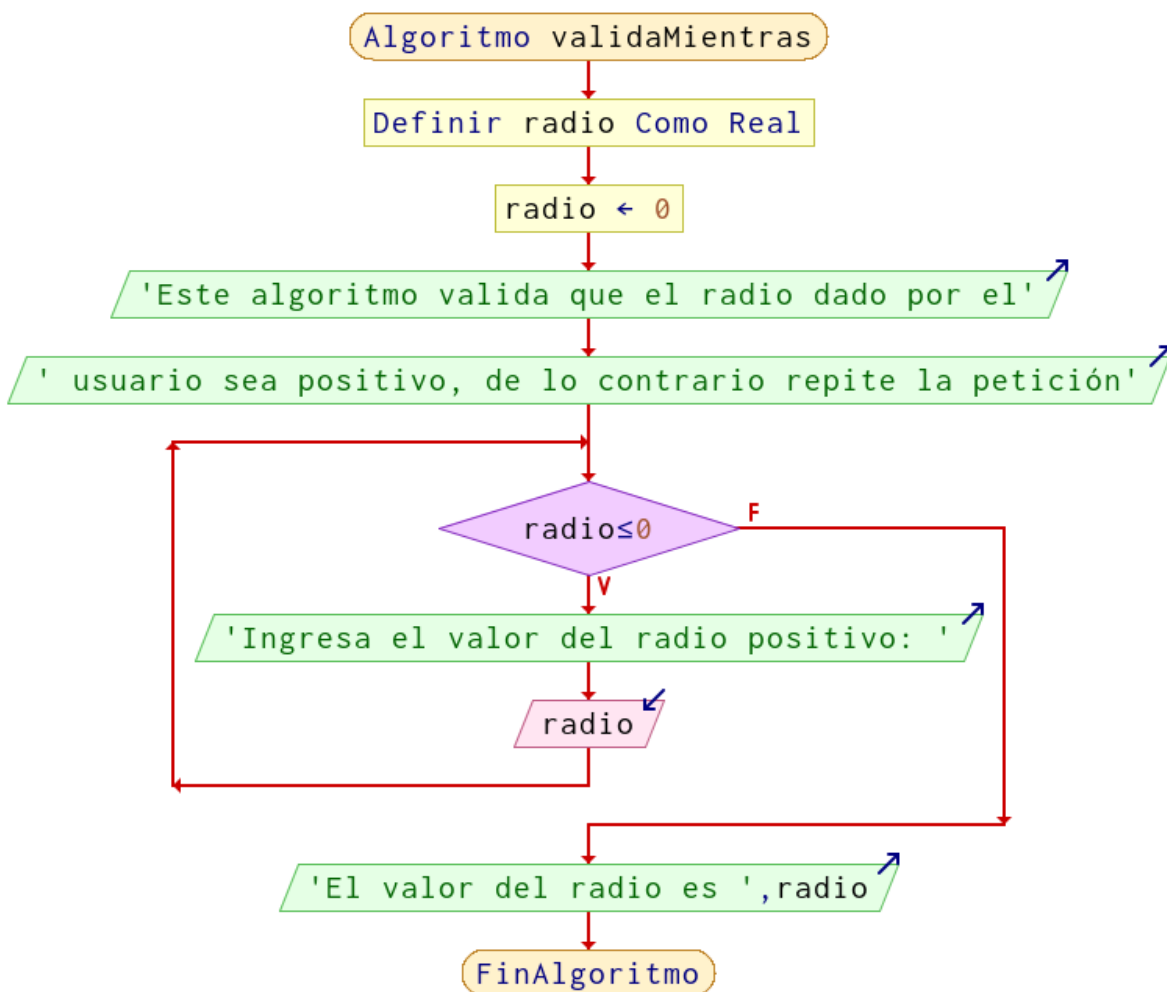 Algoritmo validaMientras
Definir radio Como Real
radio ← 0
'Este algoritmo valida que el radio dado por el'
' usuario sea positivo, de lo contrario repite la petición'
radio≤0
F
V
'Ingresa el valor del radio positivo: '
radio
'El valor del radio es ',radio
FinAlgoritmo